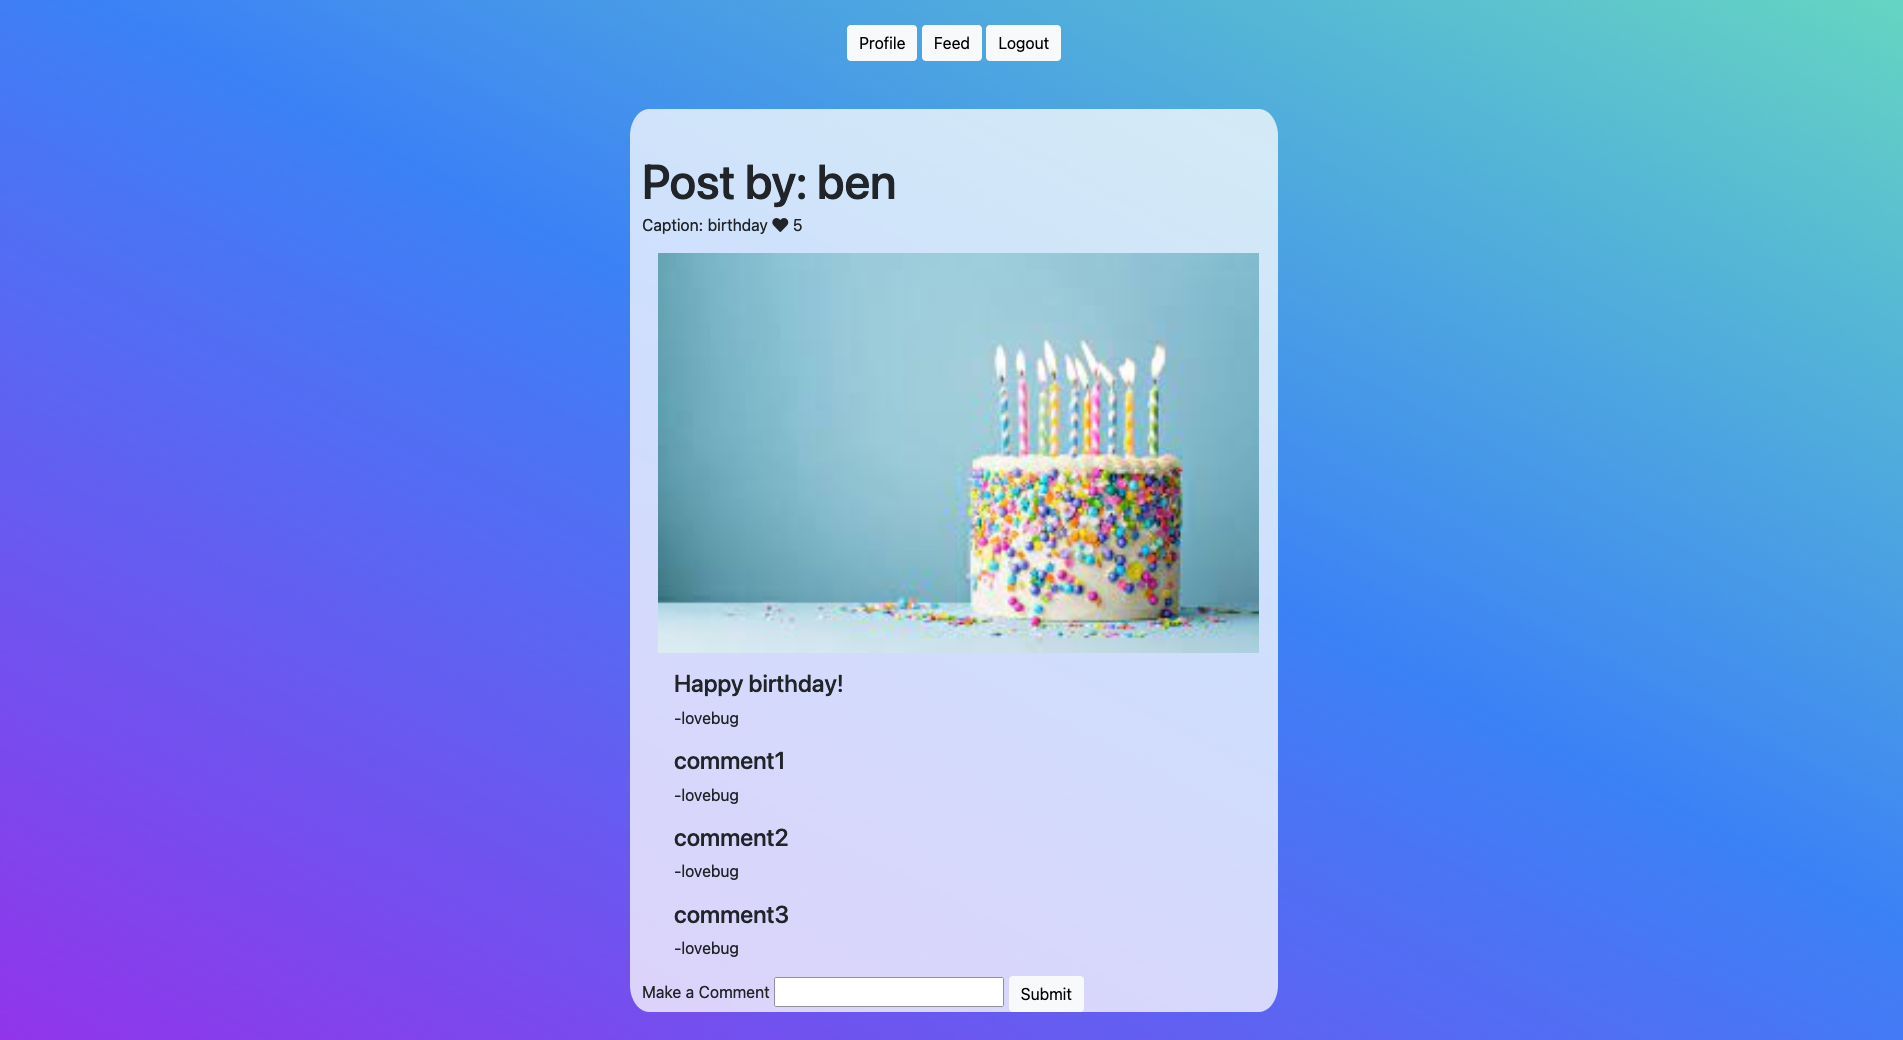 Profile Feed Logout
Post by: ben
Caption: birthday ♥ 5
Happy birthday!
-lovebug
comment1
-lovebug
comment2
-lovebug
comment3
-lovebug
Make a Comment Submit